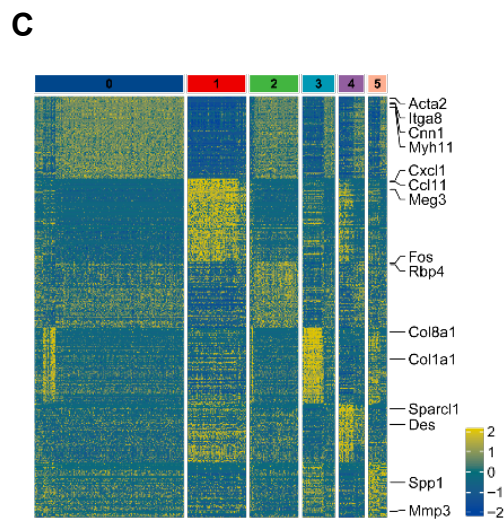 C
0 1 2 3 4 5
Acta2
Itga8
Cnn1
Myh11
Cxcl1
Ccl11
Meg3
Fos
Rbp4
Col8a1
Col1a1
Sparcl1
Des
Spp1
Mmp3
2
1
0
−1
−2